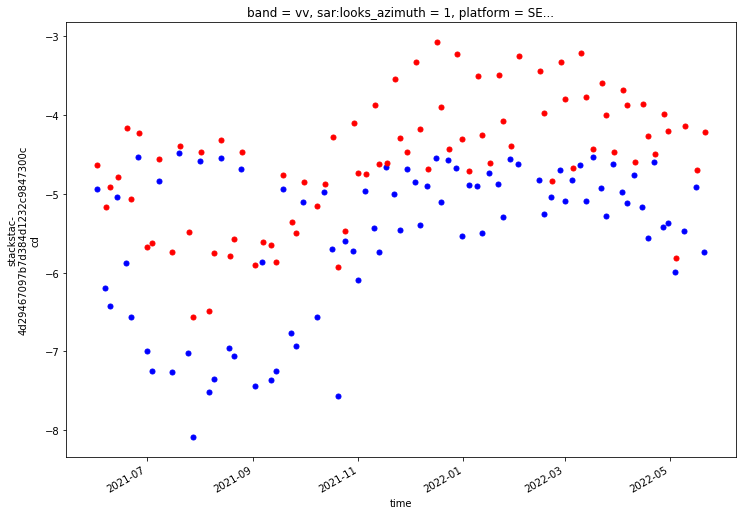 band = vv, sar:looks_azimuth = 1, platform = SE...
−3
−4
−5
−6
−7
−8
stackstac-
4d29467097b7d384d1232c9847300c
cd
2021-07
2021-09
2021-11
2022-01
2022-03
2022-05
time